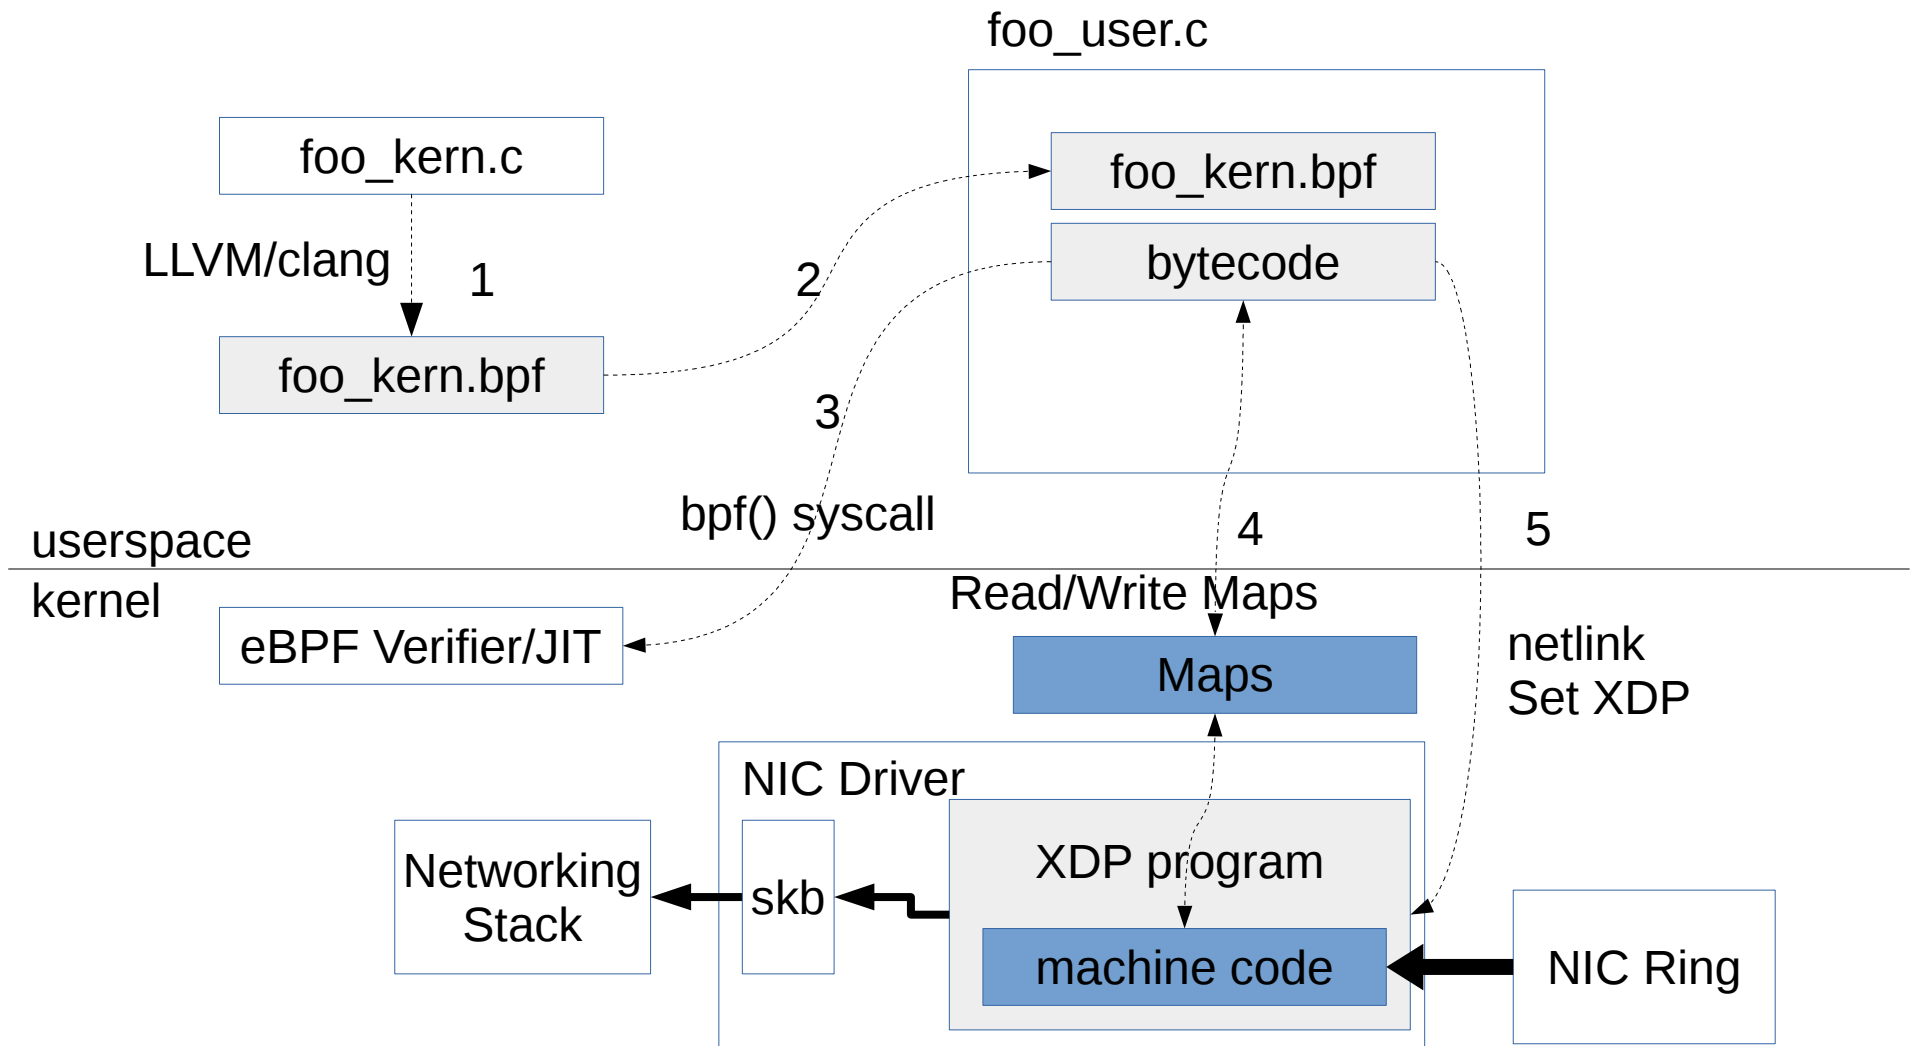 foo_user.c
foo_kern.c
foo_kern.bpf
LLVM/clang
1
2
bytecode
foo_kern.bpf
3
bpf() syscall
4
5
userspace
kernel
Read/Write Maps
eBPF Verifier/JIT
Maps
netlink
Set XDP
NIC Driver
XDP program
Networking
Stack
skb
machine code
NIC Ring